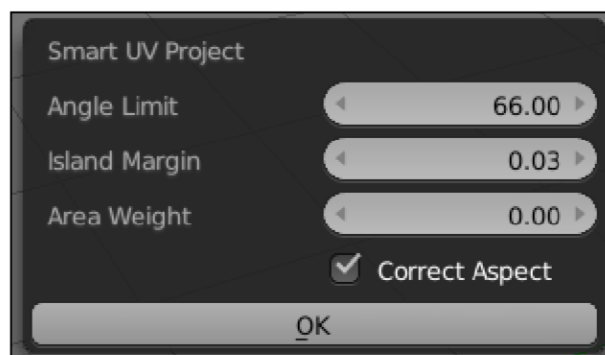 Smart UV Project
Angle Limit 66.00
Island Margin 0.03
Area Weight 0.00
Correct Aspect
OK